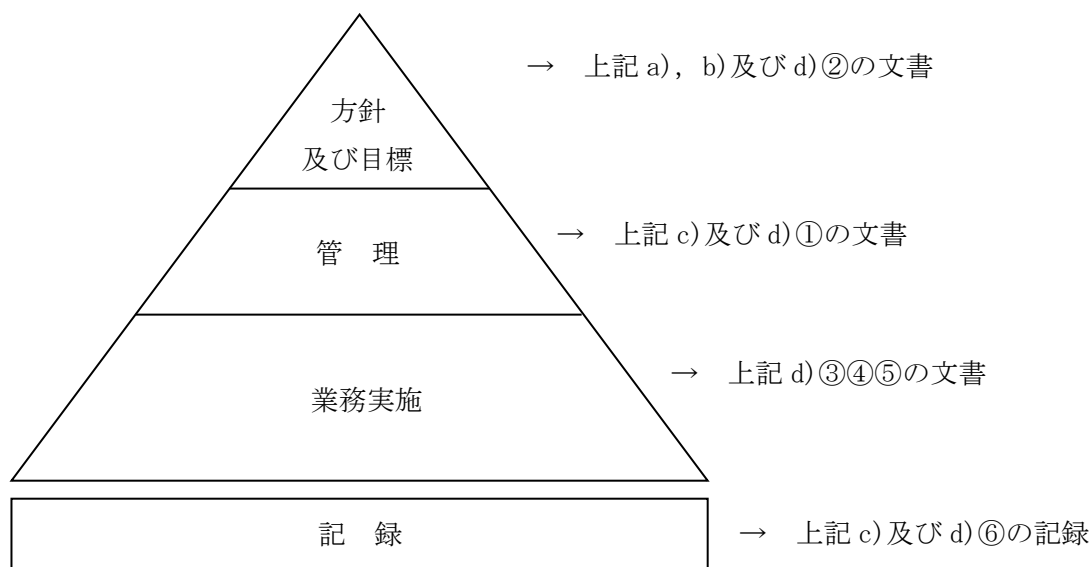 → 上記 a), b)及び d)②の文書
方針
及び目標
→ 上記 c)及び d)①の文書
管 理
→ 上記 d)③④⑤の文書
業務実施
記 録
→ 上記 c)及び d)⑥の記録